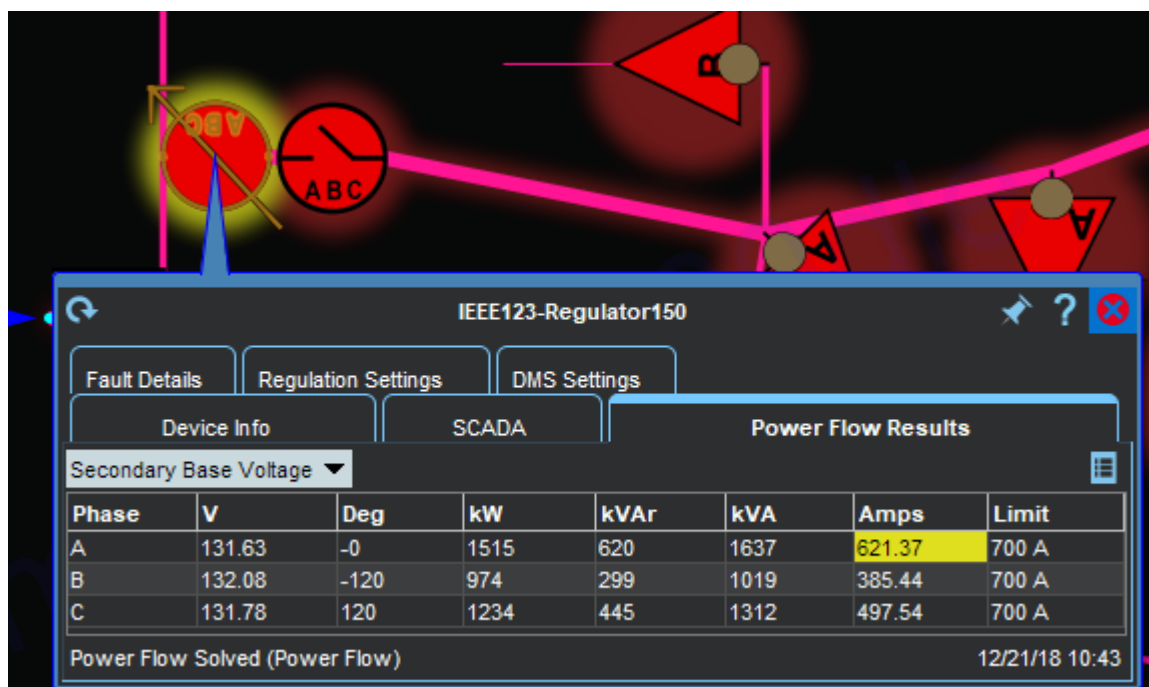 B
ABC
ABC
A
A
IEEE123-Regulator150
?
Fault Details Regulation Settings DMS Settings
Device Info SCADA Power Flow Results
Secondary Base Voltage
Phase V Deg kW kVAr kVA Amps Limit
A 131.63 -0 1515 620 1637 621.37 700 A
B 132.08 -120 974 299 1019 385.44 700 A
C 131.78 120 1234 445 1312 497.54 700 A
Power Flow Solved (Power Flow) 12/21/18 10:43